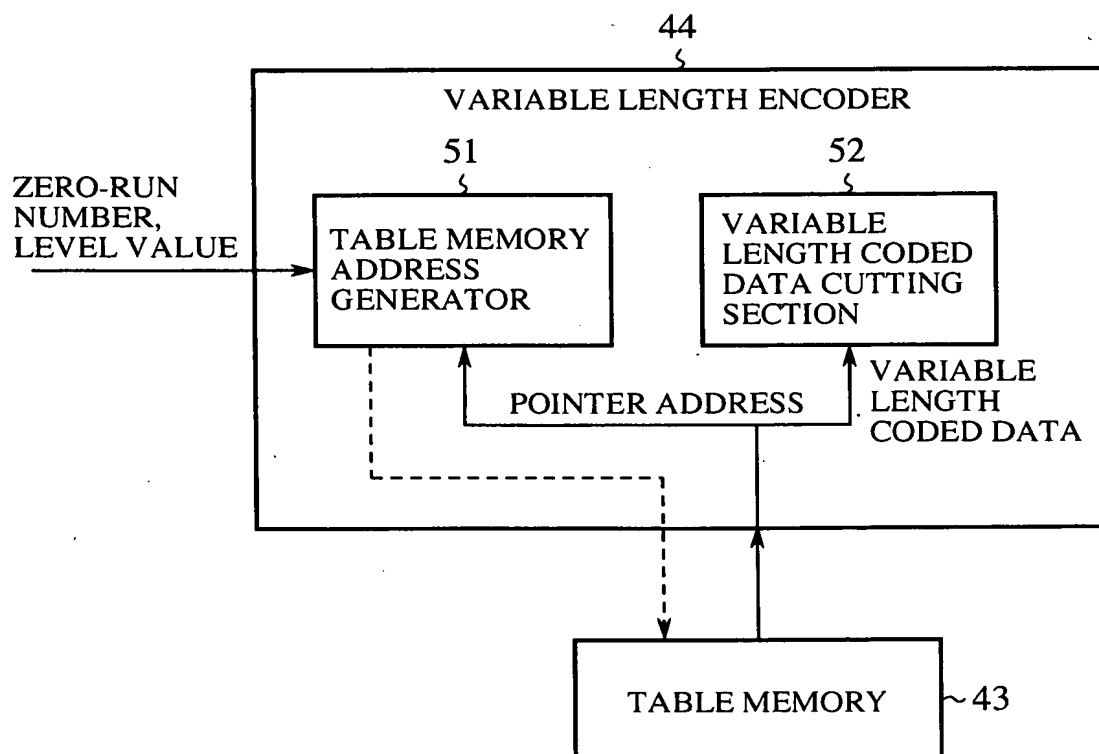 44
VARIABLE LENGTH ENCODER
51
52
ZERO-RUN
NUMBER,
LEVEL VALUE
TABLE MEMORY
ADDRESS
GENERATOR
VARIABLE
LENGTH CODED
DATA CUTTING
SECTION
POINTER ADDRESS
VARIABLE
LENGTH
CODED DATA
TABLE MEMORY
43